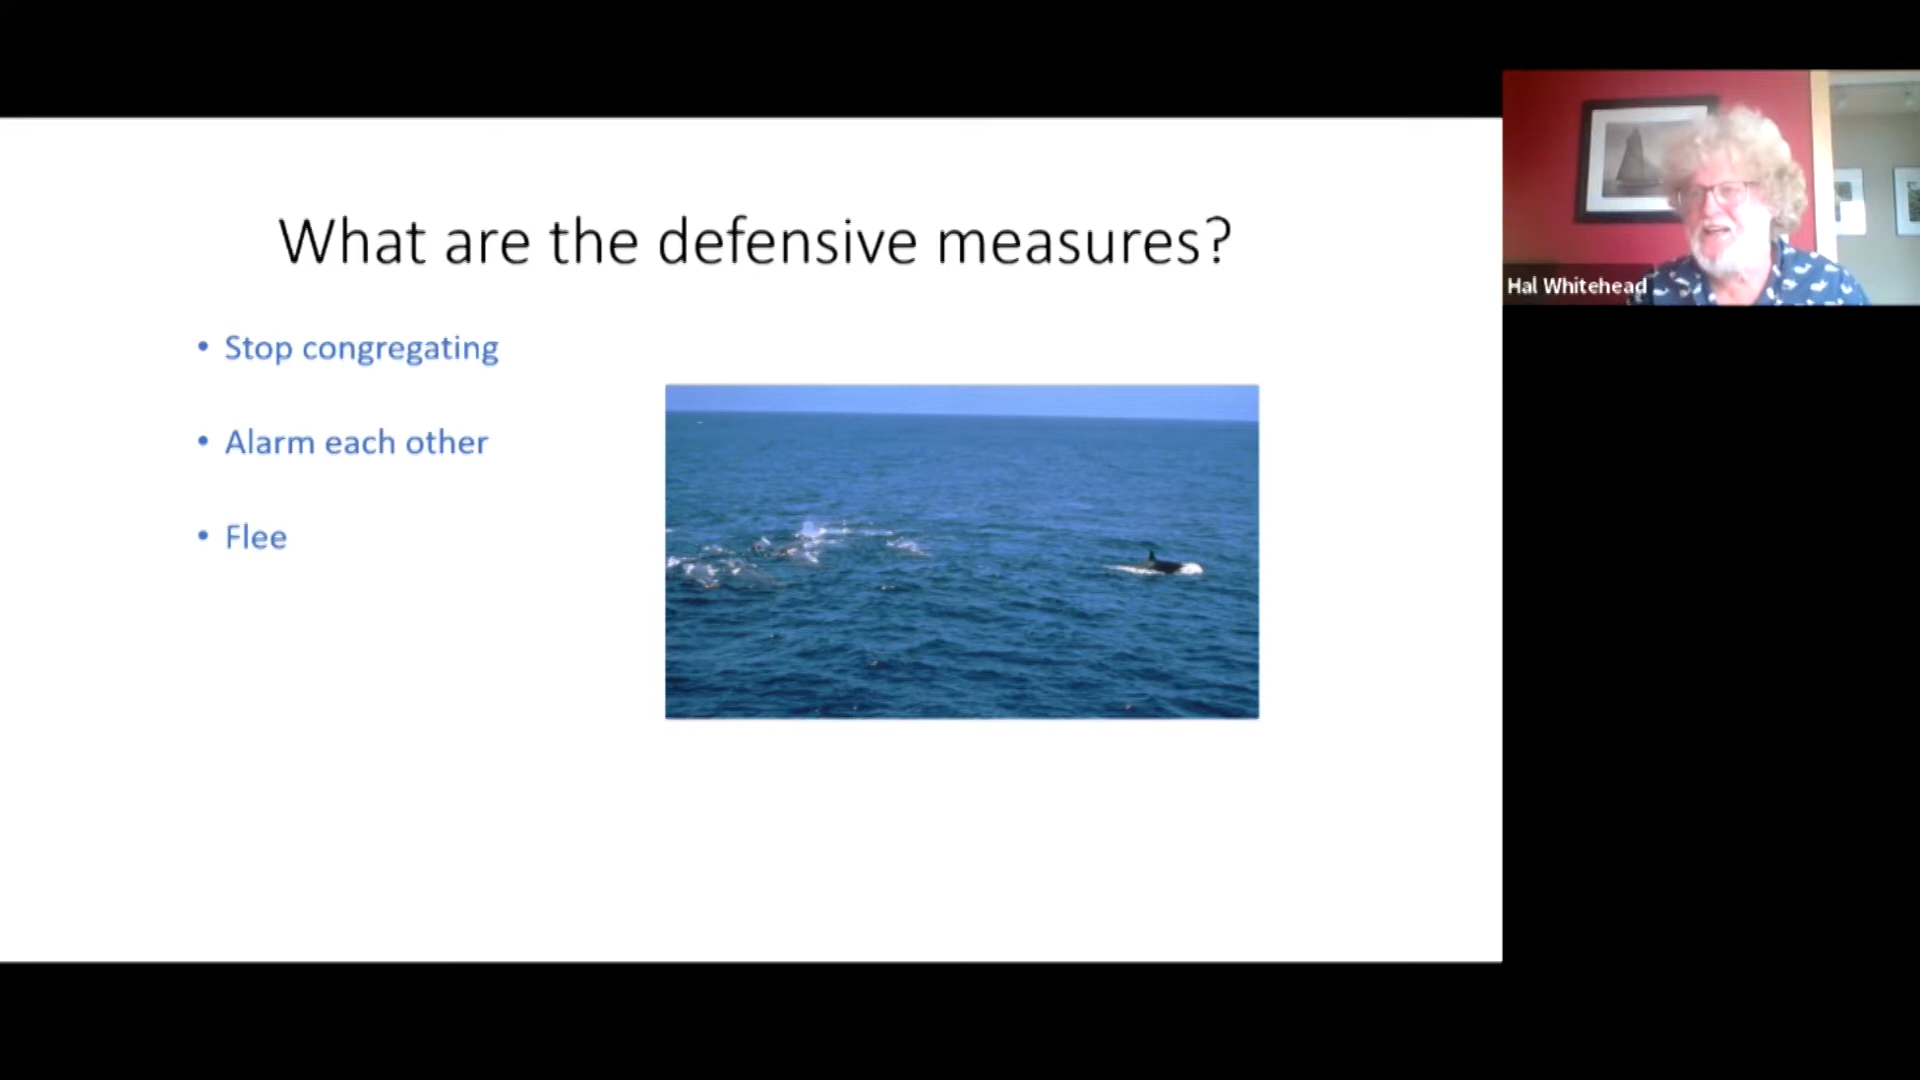 What are the defensive measures?
• Stop congregating
• Alarm each other
• Flee
Hal Whitehead